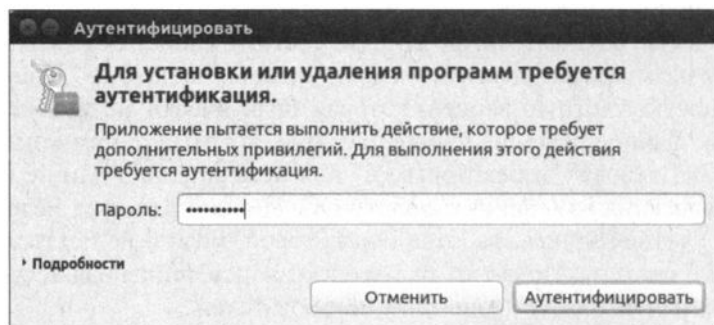 Аутентифицировать
Для установки или удаления программ требуется
аутентификация.
Приложение пытается выполнить действие, которое требует
дополнительных привилегий. Для выполнения этого действия
требуется аутентификация.
Пароль: ••••••••••
Подробности
Отменить Аутентифицировать